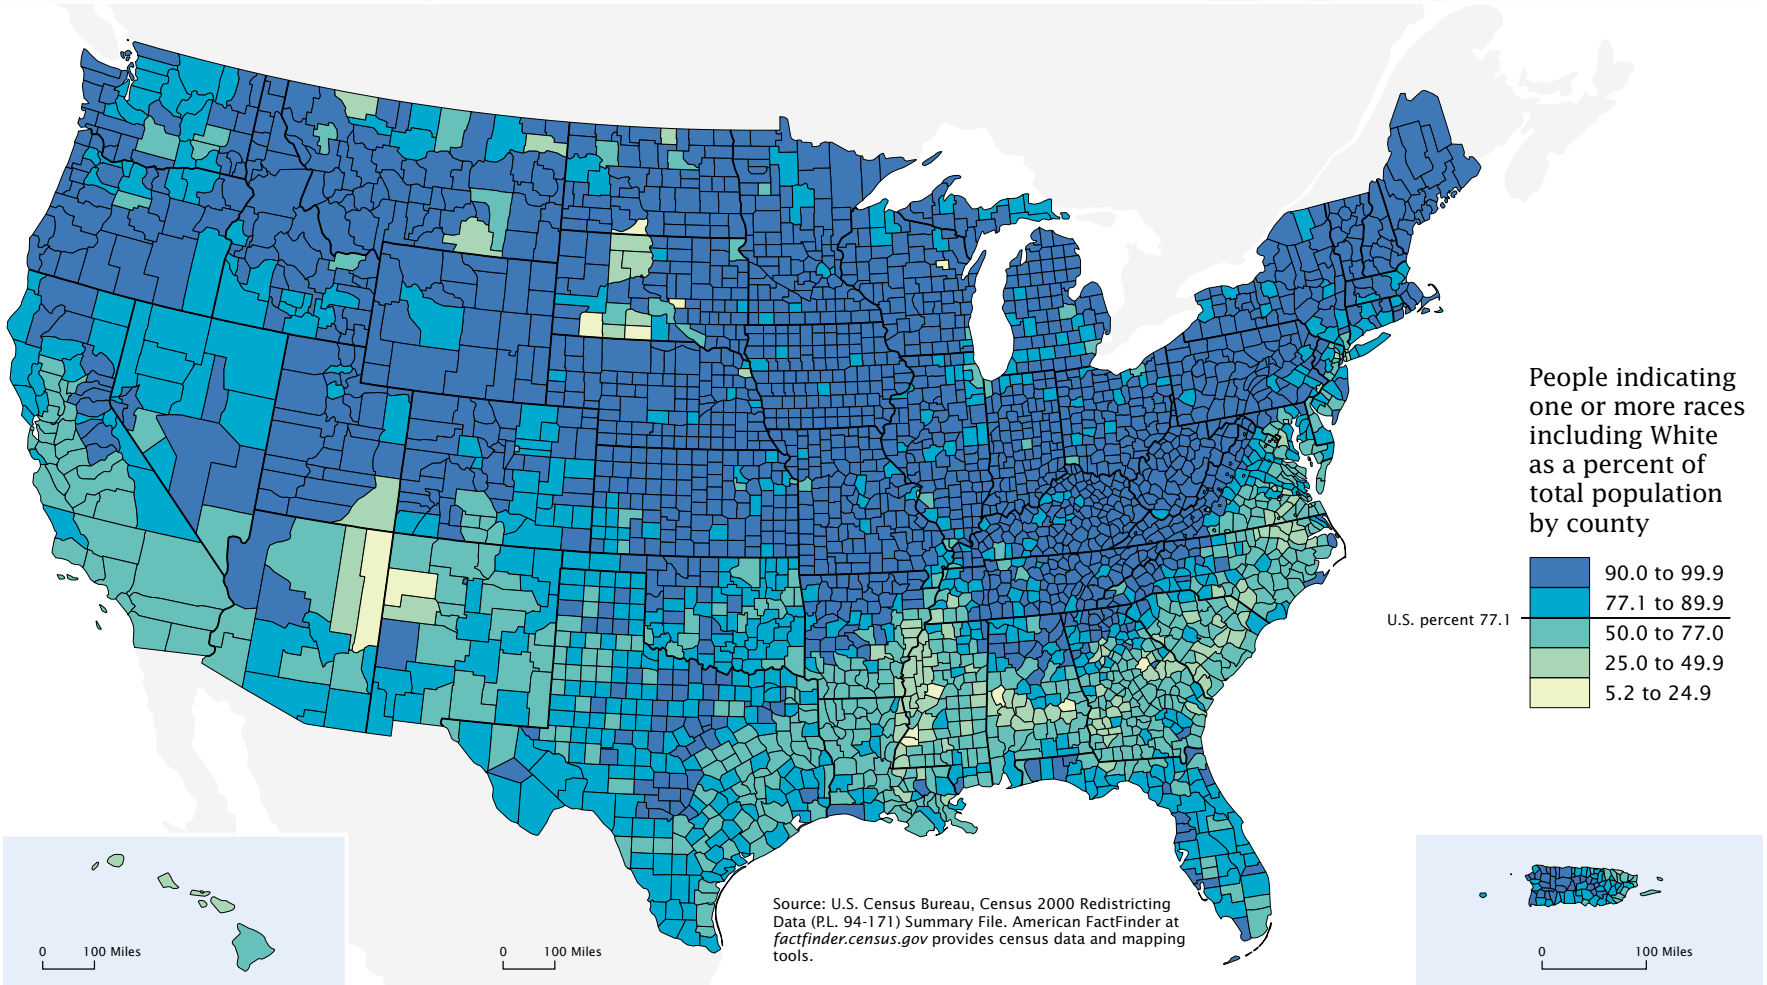 People indicating
one or more races
including White
as a percent of
total population
by county
90.0 to 99.9
77.1 to 89.9
U.S. percent 77.1
50.0 to 77.0
25.0 to 49.9
5.2 to 24.9
Source: U.S. Census Bureau, Census 2000 Redistricting
Data (P.L. 94-171) Summary File. American FactFinder at
factfinder.census.gov provides census data and mapping
tools.
0 100 Miles
0 100 Miles
0 100 Miles